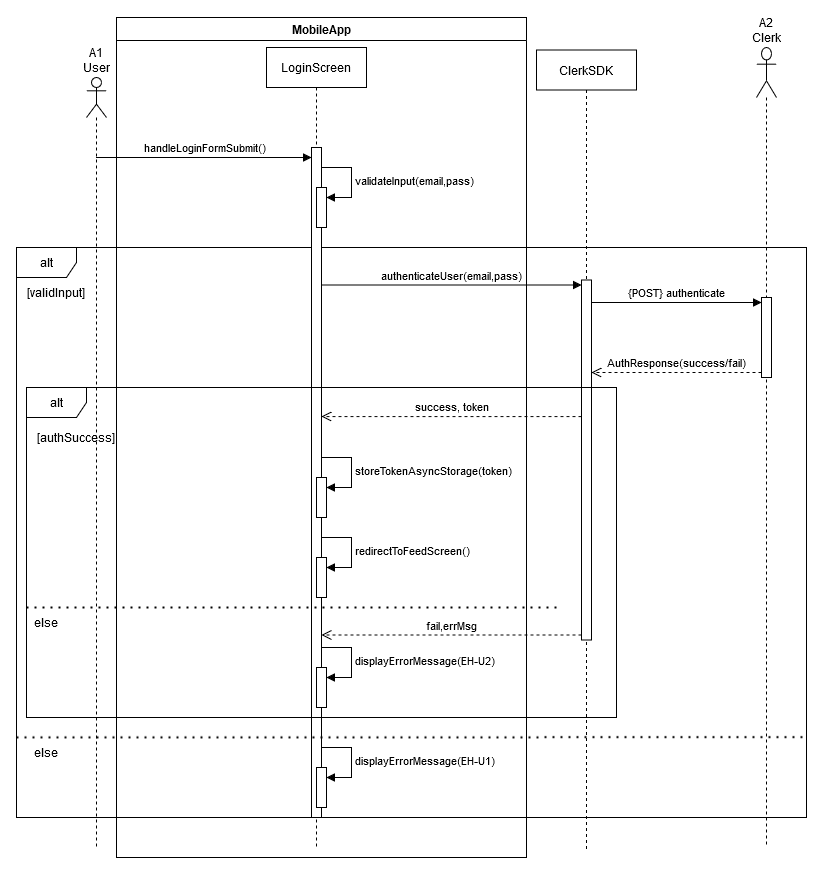 MobileApp
A1
User
LoginScreen
ClerkSDK
A2
Clerk
handleLoginFormSubmit()
validateInput(email,pass)
alt
[validInput]
authenticateUser(email,pass)
{POST} authenticate
AuthResponse(success/fail)
alt
[authSuccess]
success, token
storeTokenAsyncStorage(token)
redirectToFeedScreen()
else
fail,errMsg
displayErrorMessage(EH-U2)
else
displayErrorMessage(EH-U1)